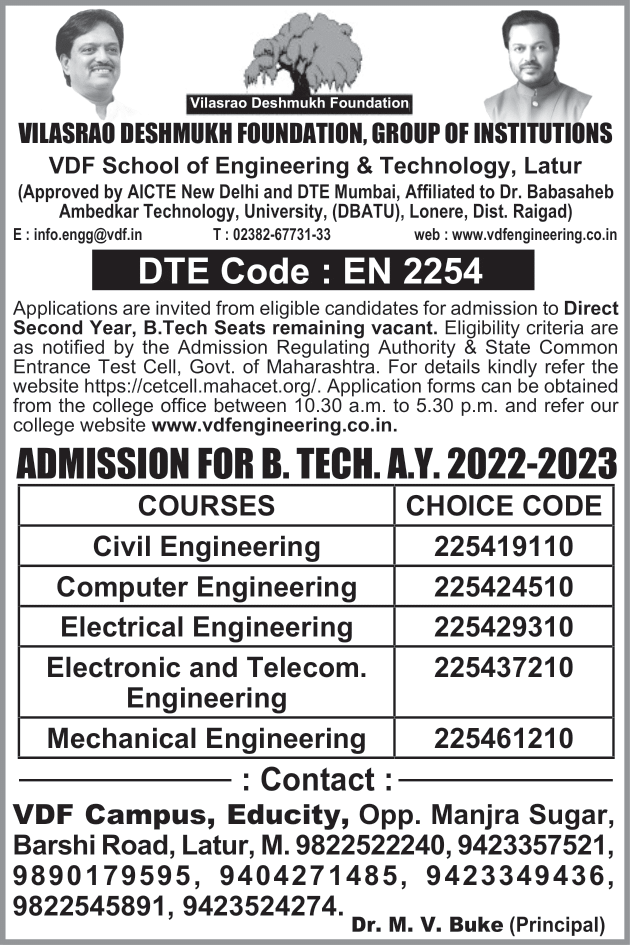 Vilasrao Deshmukh Foundation
VILASRAO DESHMUKH FOUNDATION, GROUP OF INSTITUTIONS
VDF School of Engineering & Technology, Latur
(Approved by AICTE New Delhi and DTE Mumbai, Affiliated to Dr. Babasaheb
Ambedkar Technology, University, (DBATU), Lonere, Dist. Raigad)
E : info.engg@vdf.in T : 02382-67731-33 web : www.vdfengineering.co.in
DTE Code : EN 2254
Applications are invited from eligible candidates for admission to Direct
Second Year, B.Tech Seats remaining vacant. Eligibility criteria are
as notified by the Admission Regulating Authority & State Common
Entrance Test Cell, Govt. of Maharashtra. For details kindly refer the
website https://cetcell.mahacet.org/. Application forms can be obtained
from the college office between 10.30 a.m. to 5.30 p.m. and refer our
college website www.vdfengineering.co.in.
ADMISSION FOR B. TECH. A.Y. 2022-2023
COURSES CHOICE CODE
Civil Engineering 225419110
Computer Engineering 225424510
Electrical Engineering 225429310
Electronic and Telecom. 225437210
Engineering
Mechanical Engineering 225461210
: Contact :
VDF Campus, Educity, Opp. Manjra Sugar,
Barshi Road, Latur, M. 9822522240, 9423357521,
9890179595, 9404271485, 9423349436,
9822545891, 9423524274.
Dr. M. V. Buke (Principal)